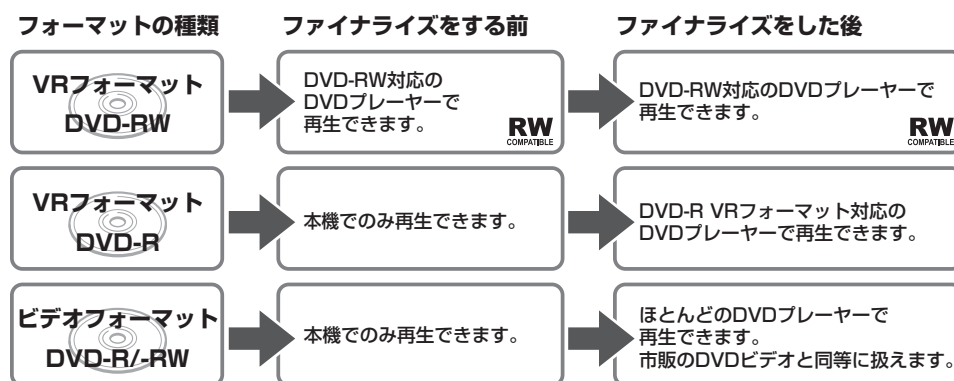 フォーマットの種類
ファイナライズをする前
ファイナライズをした後
VRフォーマット
DVD-RW
DVD-RW対応の
DVDプレーヤーで
再生できます。
RW
COMPATIBLE
DVD-RW対応のDVDプレーヤーで
再生できます。
RW
COMPATIBLE
VRフォーマット
DVD-R
本機でのみ再生できます。
DVD-R VRフォーマット対応の
DVDプレーヤーで再生できます。
ビデオフォーマット
DVD-R/-RW
本機でのみ再生できます。
ほとんどのDVDプレーヤーで
再生できます。
市販のDVDビデオと同等に扱えます。